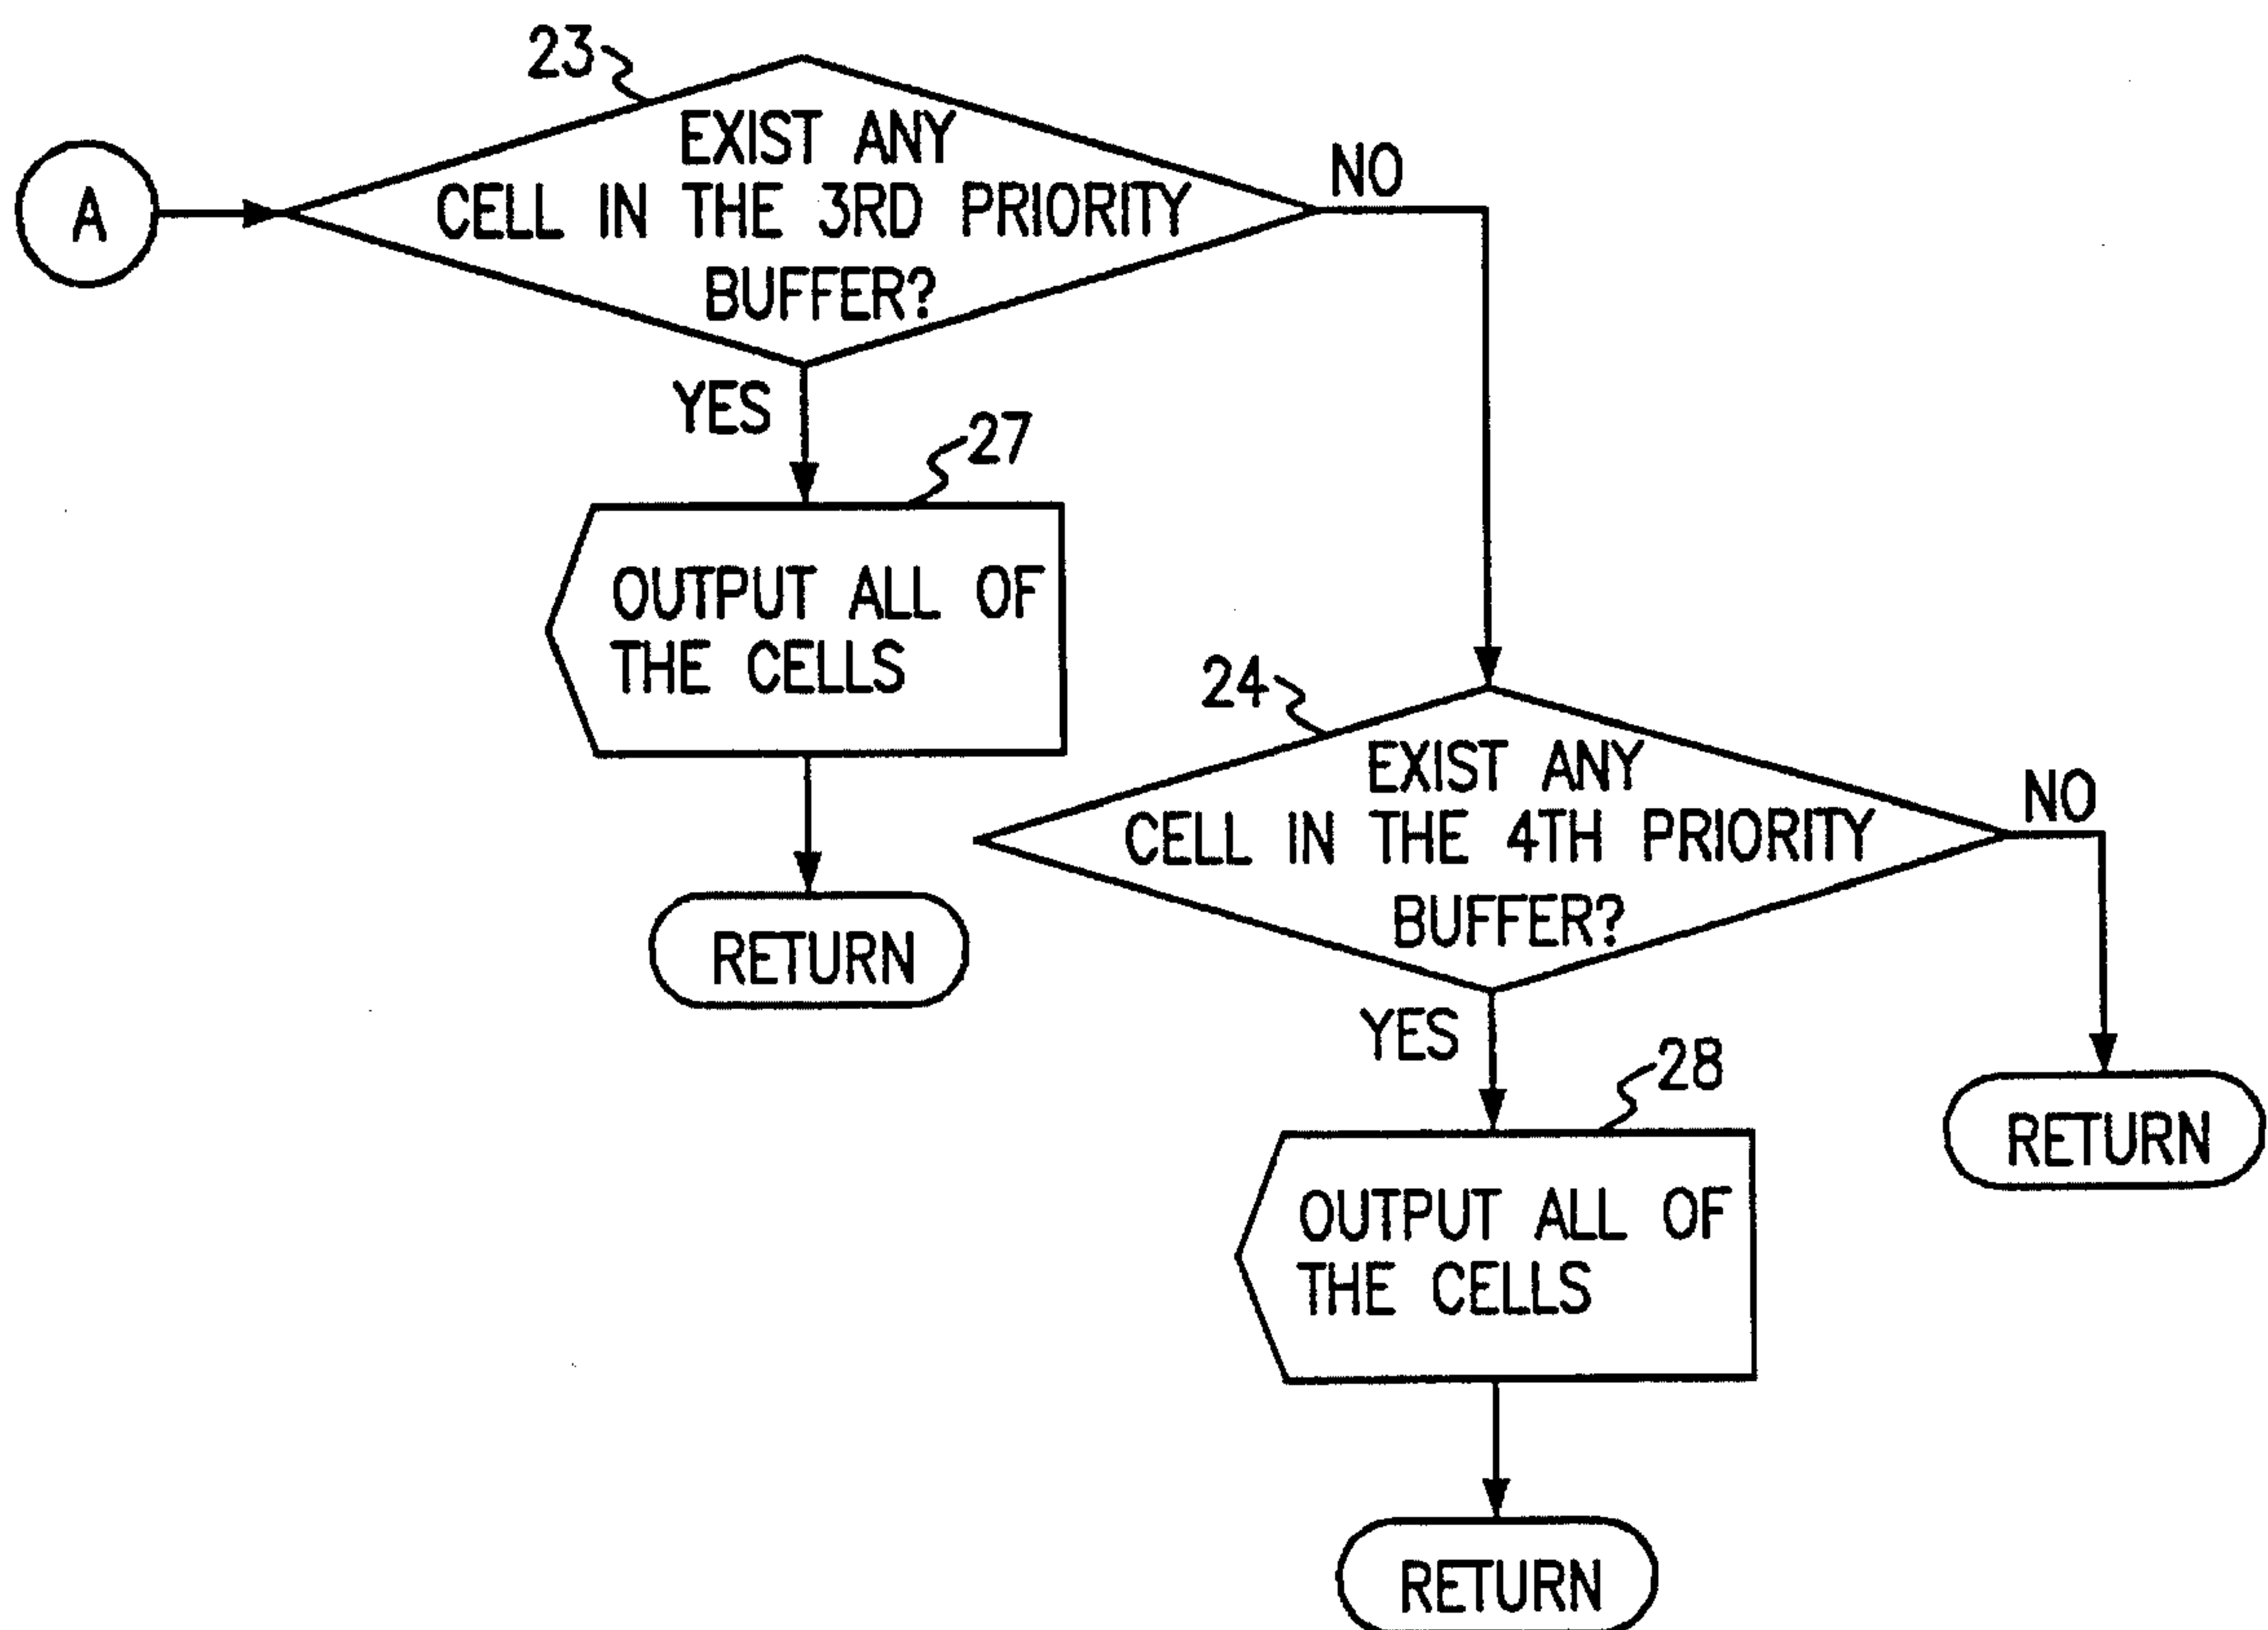 23
EXIST ANY
CELL IN THE 3RD PRIORITY
BUFFER?
A
NO
YES
27
OUTPUT ALL OF
THE CELLS
RETURN
24
EXIST ANY
CELL IN THE 4TH PRIORITY
BUFFER?
NO
YES
28
RETURN
OUTPUT ALL OF
THE CELLS
RETURN